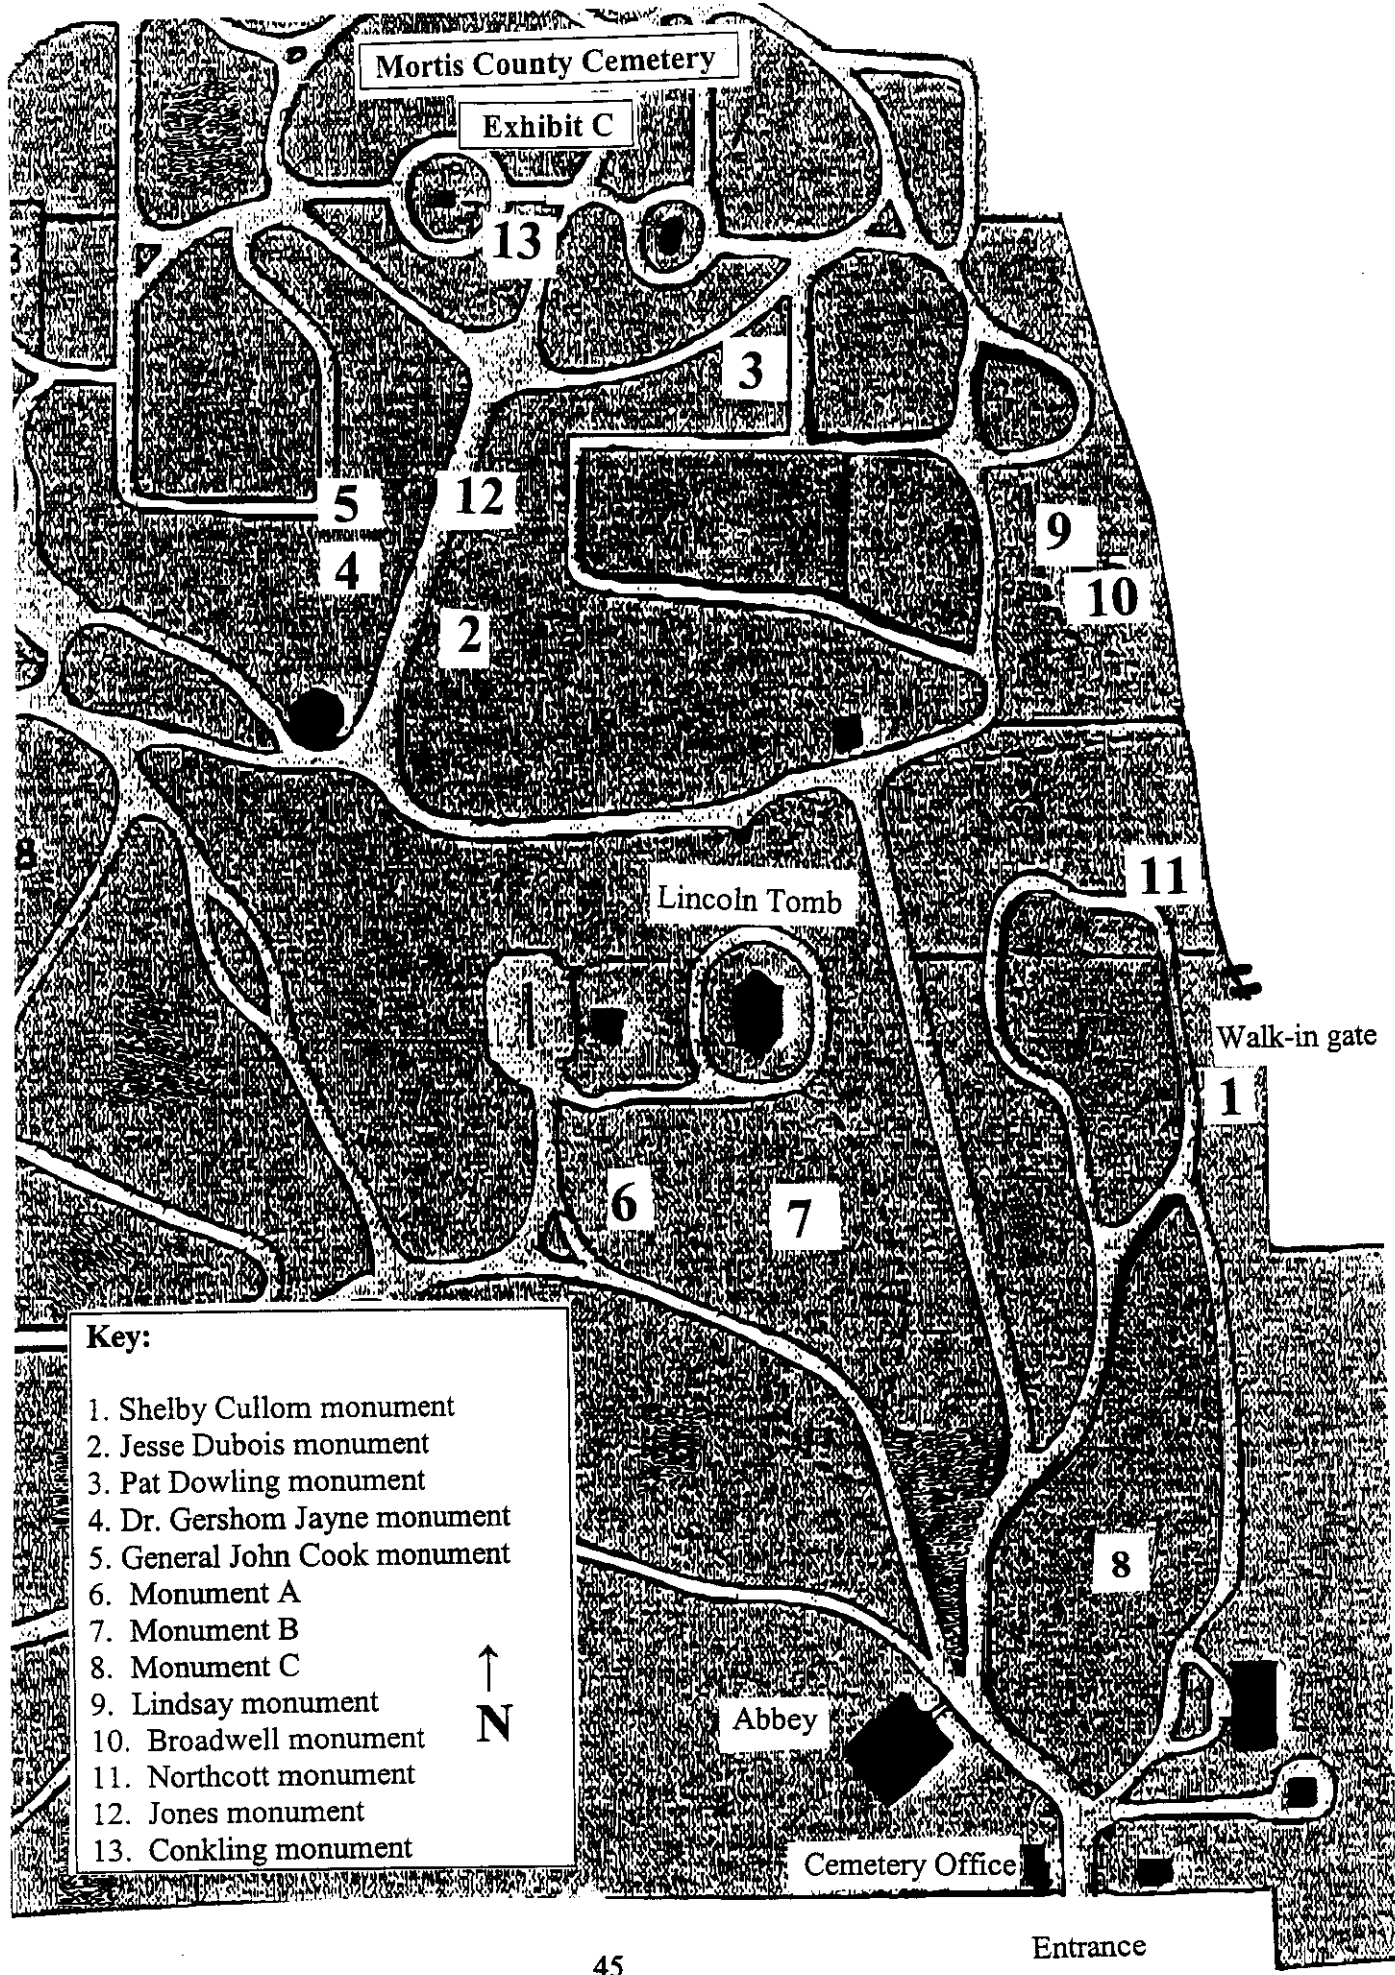 Mortis County Cemetery
Exhibit C
13
3
5
12
4
9
10
2
11
Lincoln Tomb
Walk-in gate
1
6
7
Key:
1. Shelby Cullom monument
2. Jesse Dubois monument
3. Pat Dowling monument
4. Dr. Gershom Jayne monument
5. General John Cook monument
6. Monument A
7. Monument B
8. Monument C
9. Lindsay monument
10. Broadwell monument
11. Northcott monument
12. Jones monument
13. Conkling monument
↑
N
8
Abbey
Cemetery Office
Entrance
45